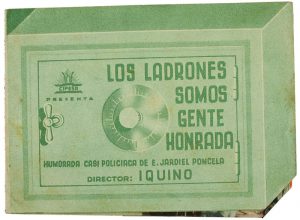 CIFESA
PRESENTA
LOS LADRONES
SOMOS
GENTE
HONRADA
HUMORADA CASI POLICIACA DE E. JARDIEL PONCELA
DIRECTOR: IQUINO